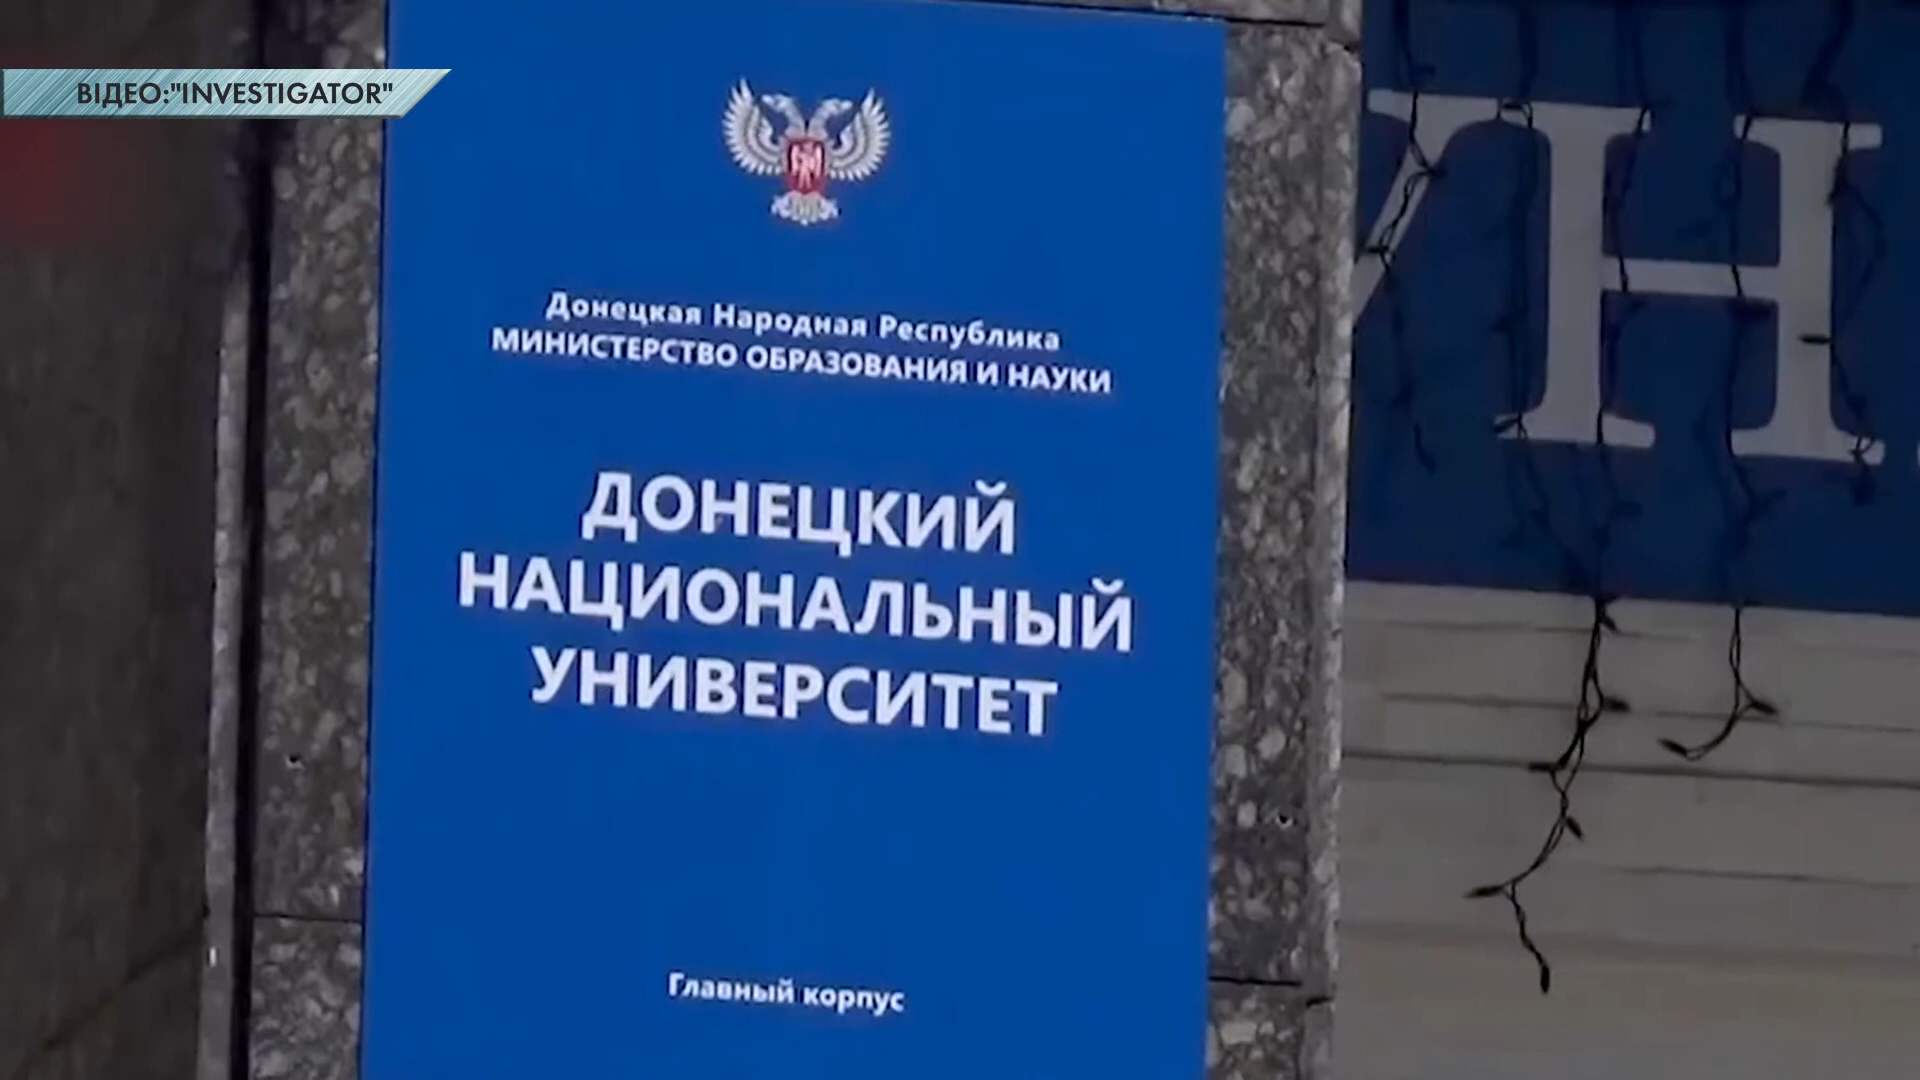 ВІДЕО:"INVESTIGATOR"
Донецкая Народная Республика
МИНИСТЕРСТВО ОБРАЗОВАНИЯ И НАУКИ
ДОНЕЦКИЙ
НАЦИОНАЛЬНЫЙ
УНИВЕРСИТЕТ
Главный корпус